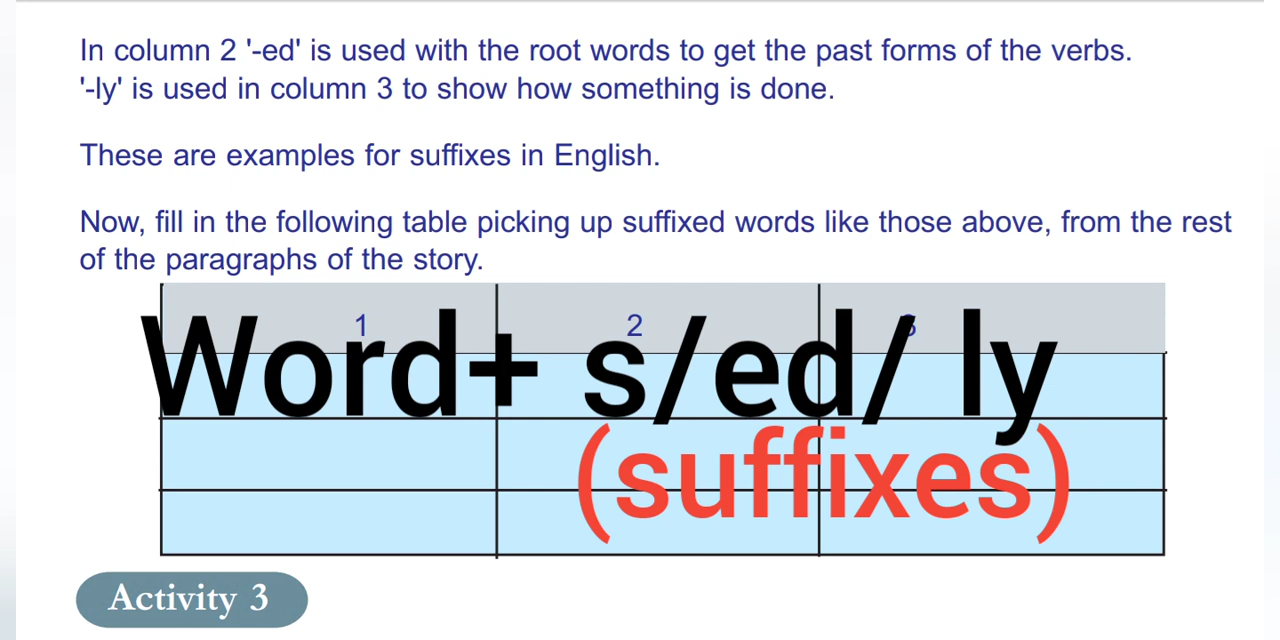 In column 2 '-ed' is used with the root words to get the past forms of the verbs.
'-ly' is used in column 3 to show how something is done.
These are examples for suffixes in English.
Now, fill in the following table picking up suffixed words like those above, from the rest
of the paragraphs of the story.
1 2 3
Word+ s/ed/ ly
(suffixes)
Activity 3